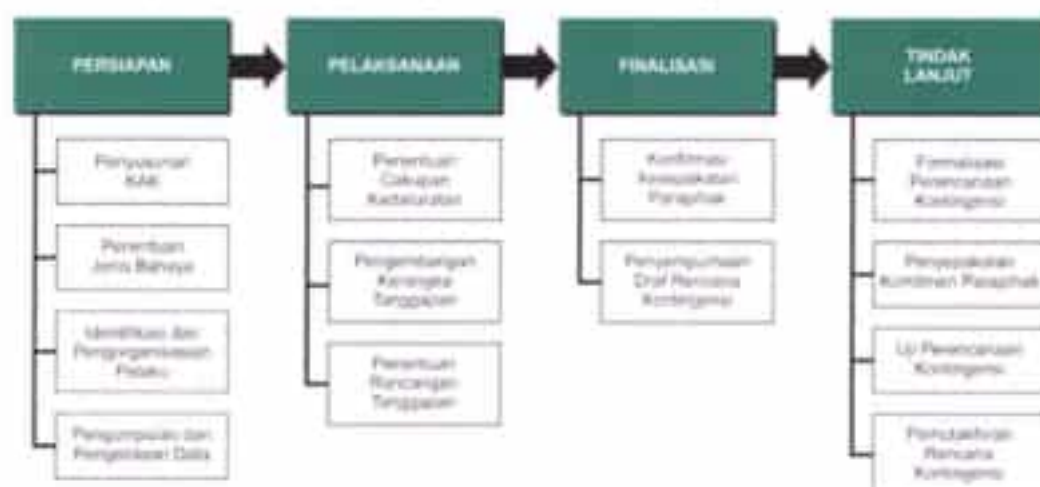 PERSIAPAN
Penyusunan
KAK
Penentuan
Jenis Bahaya
Identifikasi dan
Pengorganisasian
Pelaku
Pengumpulan dan
Pengelolaan Data
PELAKSANAAN
Penentuan
Cakupan
Kedaruratan
Pengembangan
Kerangka
Tanggapan
Penentuan
Rancangan
Tanggapan
FINALISASI
Konfirmasi
Kesepakatan
Parapihak
Penyempurnaan
Draf Rencana
Kontingensi
TINDAK
LANJUT
Formalisasi
Perencanaan
Kontingensi
Penyepakatan
Komitmen Parapihak
Uji Perencanaan
Kontingensi
Pemutakhiran
Rencana
Kontingensi